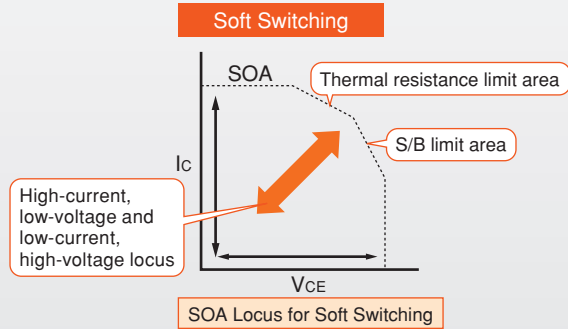 Soft Switching
SOA
Thermal resistance limit area
S/B limit area
IC
High-current,
low-voltage and
low-current,
high-voltage locus
VCE
SOA Locus for Soft Switching